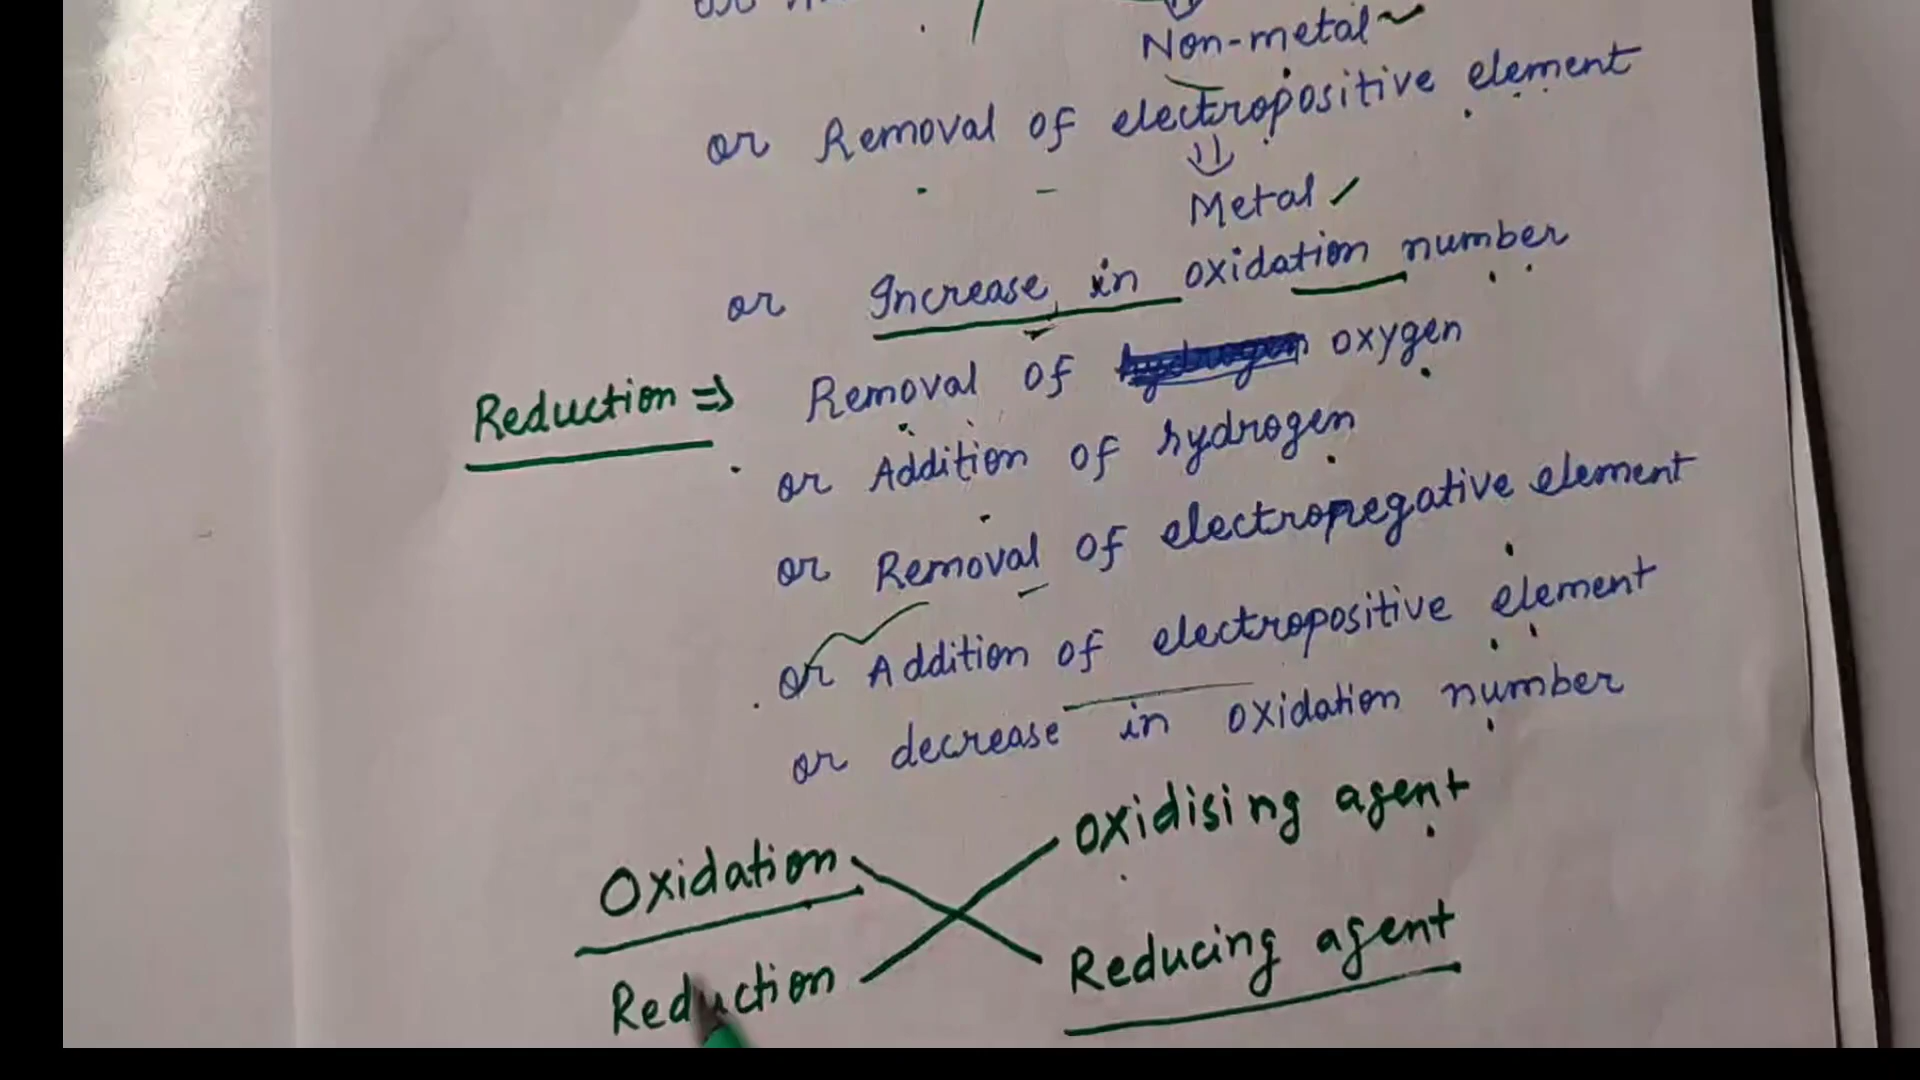 or
Non-metal
or Removal of electropositive element
Metal
or Increase in oxidation number
Reduction ⇒ Removal of oxygen
or Addition of hydrogen
or Removal of electronegative element
or Addition of electropositive element
or decrease in oxidation number
Oxidation oxidising agent
Reduction Reducing agent